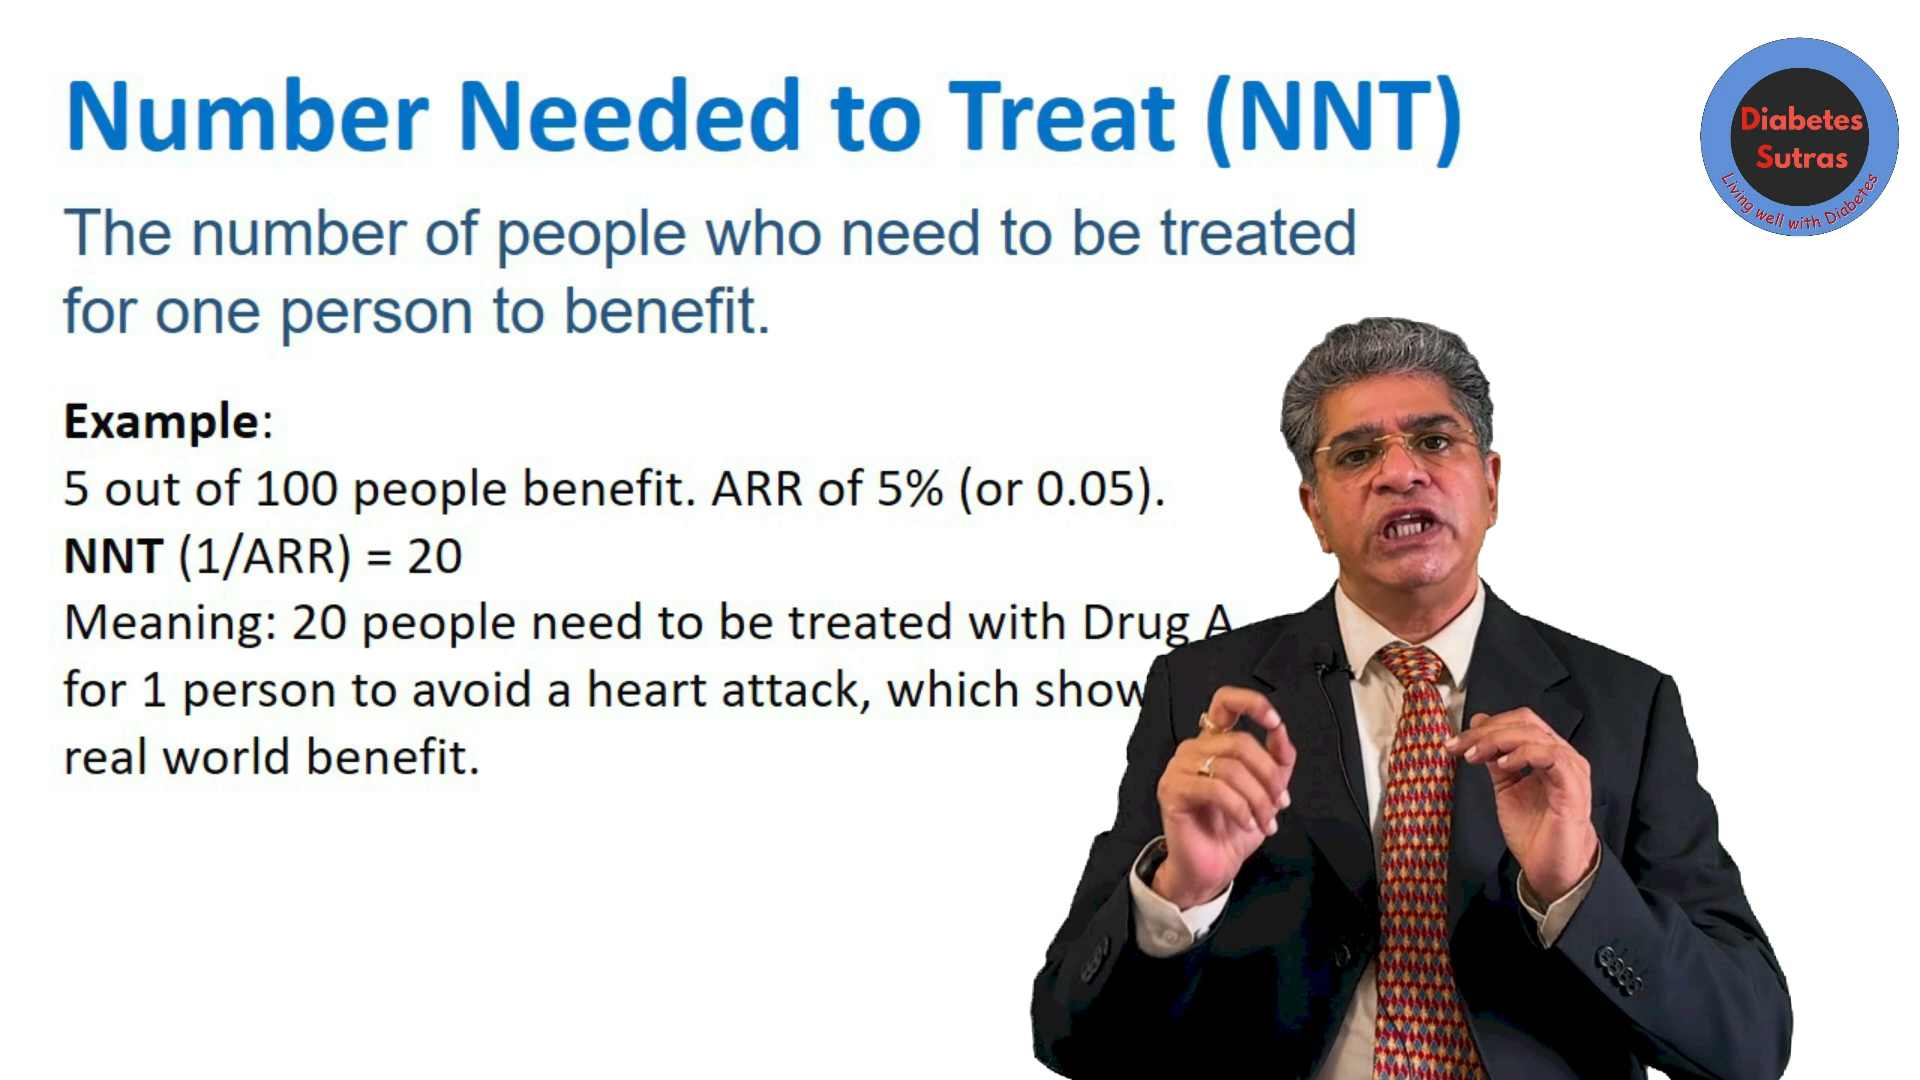 Number Needed to Treat (NNT)
The number of people who need to be treated
for one person to benefit.
Example:
5 out of 100 people benefit. ARR of 5% (or 0.05).
NNT (1/ARR) = 20
Meaning: 20 people need to be treated with Drug A
for 1 person to avoid a heart attack, which show
real world benefit.
Diabetes
Sutras
Living well with Diabetes